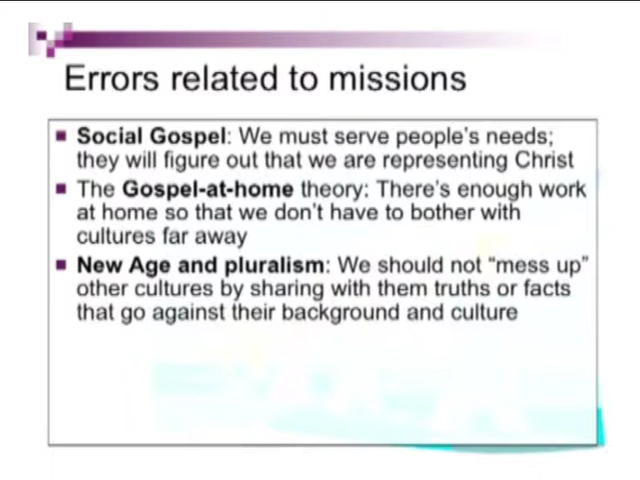 Errors related to missions
Social Gospel: We must serve people's needs;
they will figure out that we are representing Christ
The Gospel-at-home theory: There's enough work
at home so that we don't have to bother with
cultures far away
New Age and pluralism: We should not "mess up"
other cultures by sharing with them truths or facts
that go against their background and culture